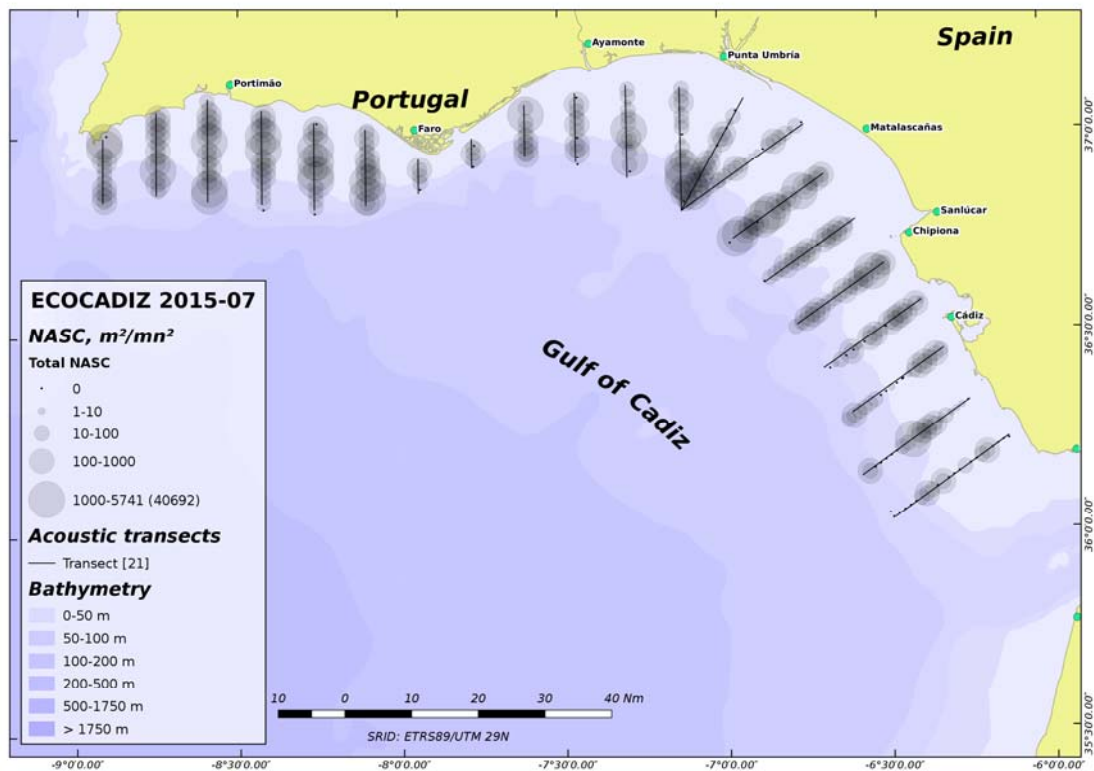 Spain
Ayamonte
Punta Umbría
Portimão
Portugal
Faro
Matalascañas
Sanlúcar
Chipiona
Cádiz
Gulf of Cadiz
ECOCADIZ 2015-07
NASC, m²/mn²
Total NASC
0
1-10
10-100
100-1000
1000-5741 (40692)
Acoustic transects
Transect [21]
Bathymetry
0-50 m
50-100 m
100-200 m
200-500 m
500-1750 m
> 1750 m
10 0 10 20 30 40 Nm
SRID: ETRS89/UTM 29N
37°0'0.00"
36°30'0.00"
36°0'0.00"
35°30'0.00"
-9°0'0.00" -8°30'0.00" -8°0'0.00" -7°30'0.00" -7°0'0.00" -6°30'0.00" -6°0'0.00"